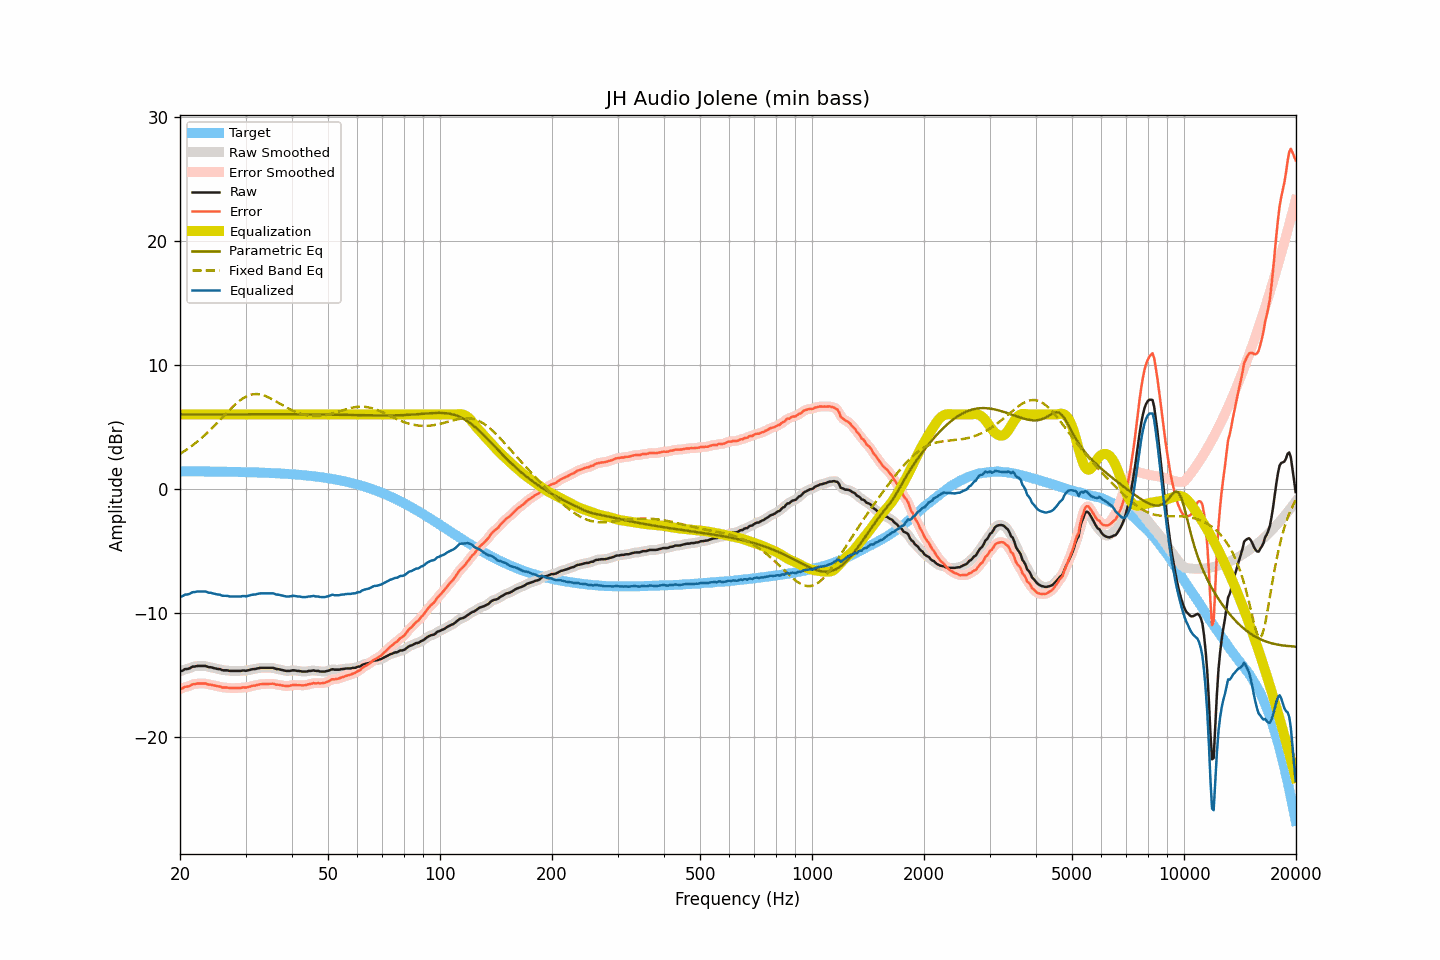 JH Audio Jolene (min bass)
30
20
10
0
−10
−20
Amplitude (dBr)
Target
Raw Smoothed
Error Smoothed
Raw
Error
Equalization
Parametric Eq
Fixed Band Eq
Equalized
20 50 100 200 500 1000 2000 5000 10000 20000
Frequency (Hz)